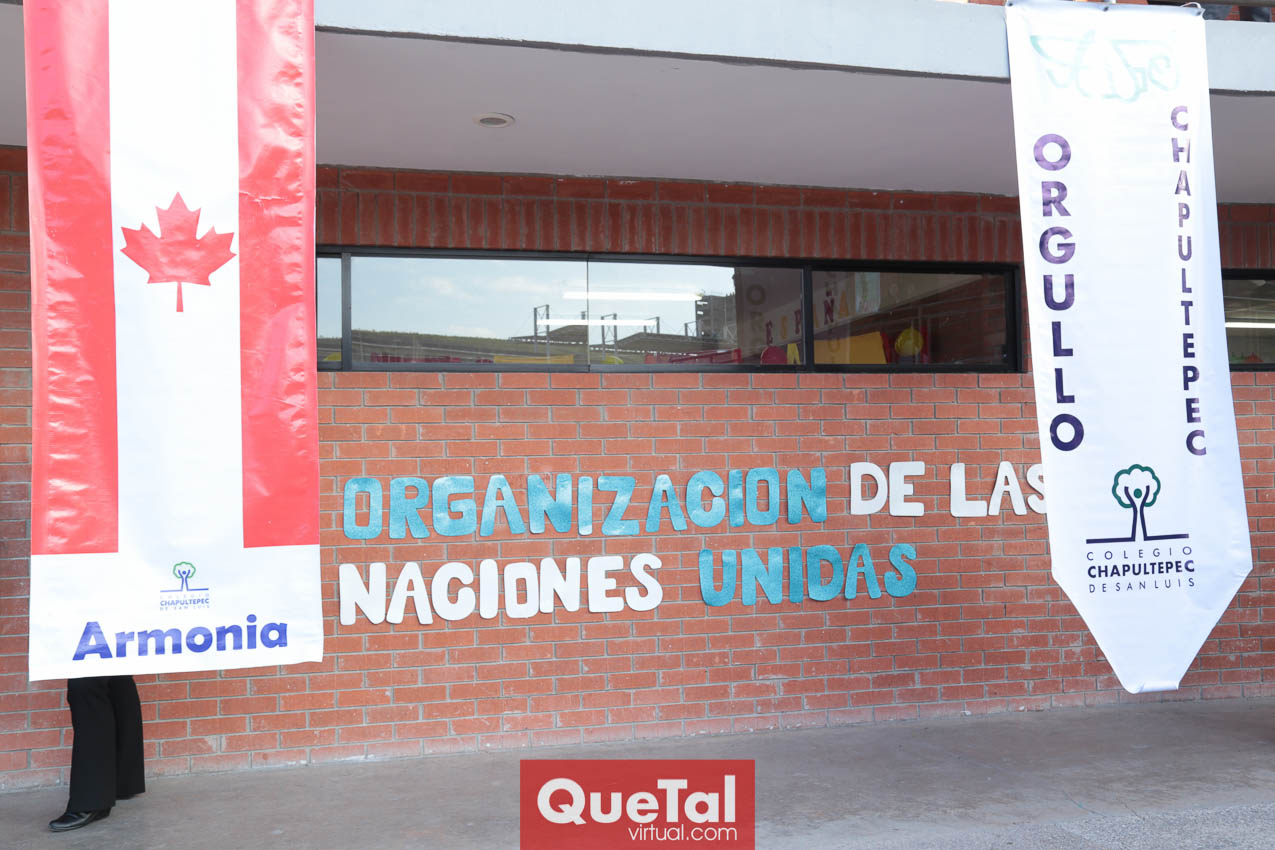 COLEGIO
CHAPULTEPEC
DE SAN LUIS
Armonia
ESPAÑA
ORGANIZACION DE LAS
NACIONES UNIDAS
ORGULLO
CHAPULTEPEC
COLEGIO
CHAPULTEPEC
DE SAN LUIS
QueTal
virtual.com